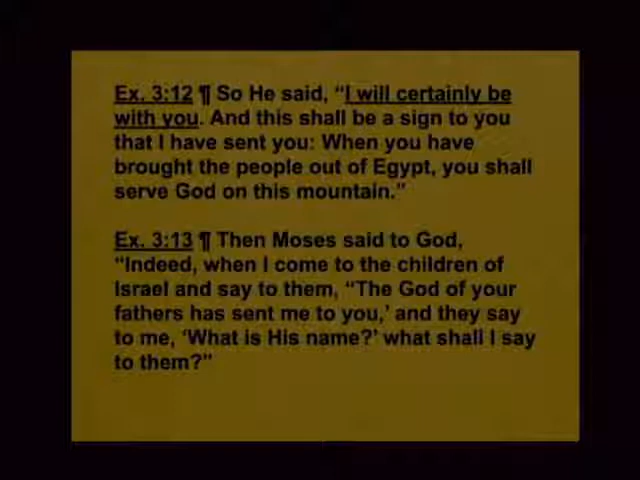 Ex. 3:12 ¶ So He said, “I will certainly be
with you. And this shall be a sign to you
that I have sent you: When you have
brought the people out of Egypt, you shall
serve God on this mountain.”
Ex. 3:13 ¶ Then Moses said to God,
“Indeed, when I come to the children of
Israel and say to them, “The God of your
fathers has sent me to you,’ and they say
to me, ‘What is His name?’ what shall I say
to them?”